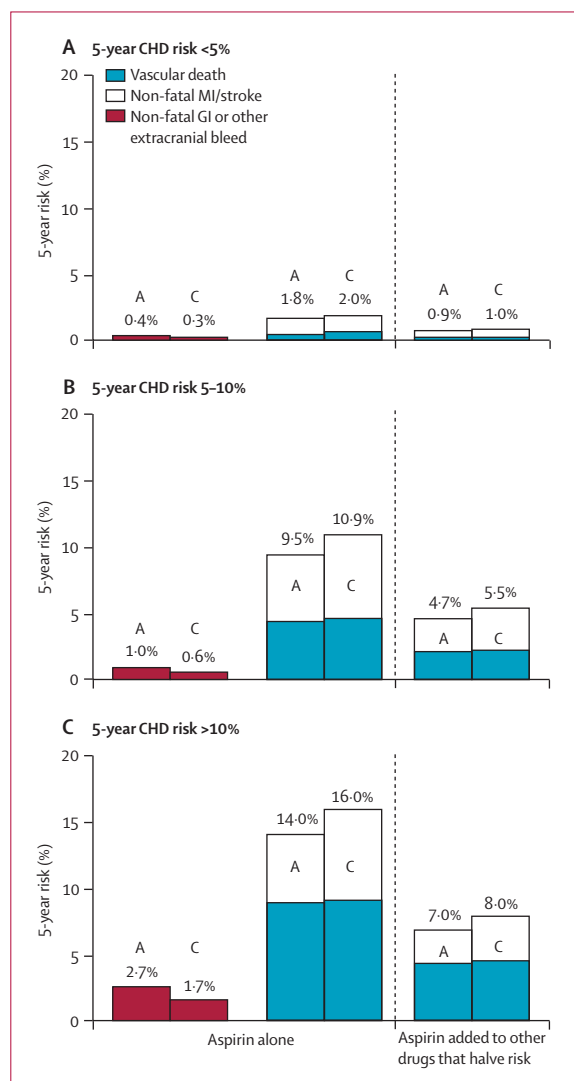 A 5-year CHD risk <5%
20
Vascular death
Non-fatal MI/stroke
Non-fatal GI or other
extracranial bleed
15
5-year risk (%)
10
5
A C A C A C
0·4% 0·3% 1·8% 2·0% 0·9% 1·0%
0
B 5-year CHD risk 5–10%
20
15
5-year risk (%)
10·9%
9·5%
10
A C
5·5%
4·7%
5
A C A C
1·0% 0·6%
0
C 5-year CHD risk >10%
20
16·0%
14·0%
15
5-year risk (%)
A C
10
8·0%
7·0%
5
A C A C
2·7% 1·7%
0
Aspirin alone
Aspirin added to other
drugs that halve risk